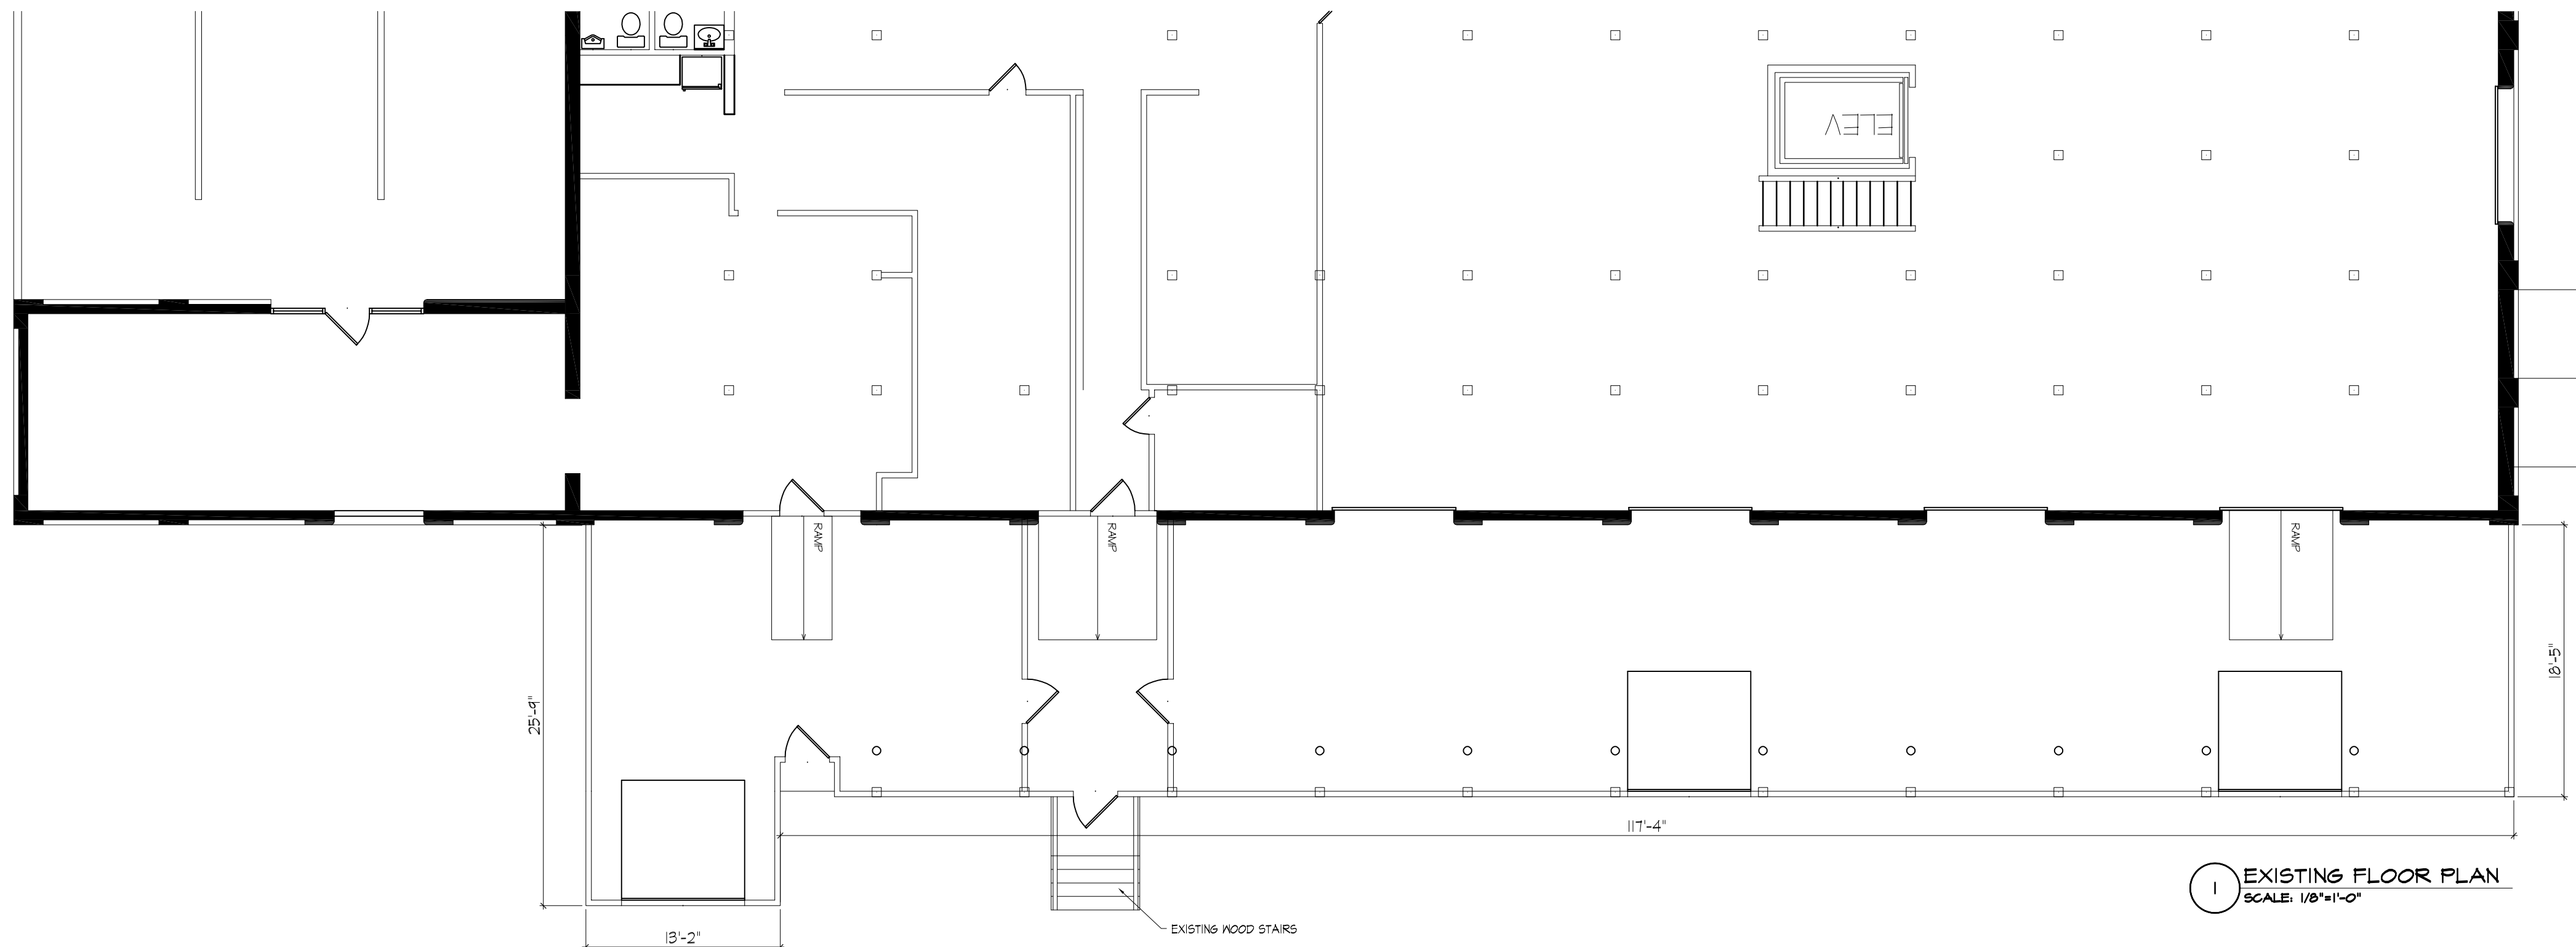 ELEV
RAMP
RAMP
RAMP
25'-9"
18'-5"
117'-4"
1
EXISTING FLOOR PLAN
SCALE: 1/8"=1'-0"
EXISTING WOOD STAIRS
13'-2"